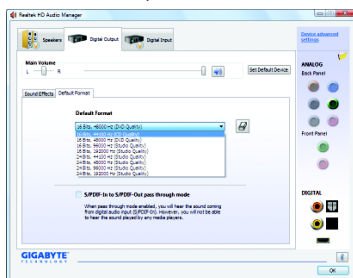 Realtek HD Audio Manager
Speakers
Digital Output
Digital Input
Device advanced
settings
Main Volume
L
R
Set Default Device
ANALOG
Back Panel
Sound Effects
Default Format
Default Format
16 Bits, 48000 Hz (DVD Quality)
16 Bits, 44100 Hz (CD Quality)
16 Bits, 48000 Hz (DVD Quality)
16 Bits, 96000 Hz (Studio Quality)
16 Bits, 192000 Hz (Studio Quality)
24 Bits, 44100 Hz (Studio Quality)
24 Bits, 48000 Hz (Studio Quality)
24 Bits, 96000 Hz (Studio Quality)
24 Bits, 192000 Hz (Studio Quality)
Front Panel
S/PDIF-In to S/PDIF-Out pass through mode
When pass through mode enabled, you will hear the sound coming
from digital audio input (S/PDIF-In). However, you will not be able
to hear the sound played by any media players.
DIGITAL
GIGABYTE
TECHNOLOGY
i
OK